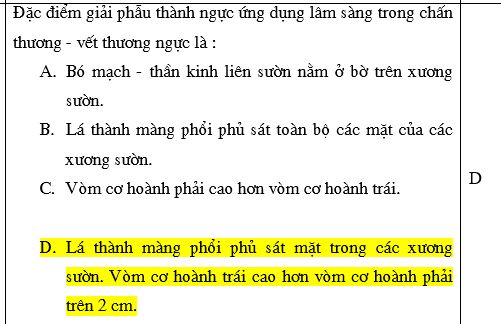 Đặc điểm giải phẫu thành ngực ứng dụng lâm sàng trong chấn
thương - vết thương ngực là :
A. Bó mạch - thần kinh liên sườn nằm ở bờ trên xương
sườn.
B. Lá thành màng phổi phủ sát toàn bộ các mặt của các
xương sườn.
C. Vòm cơ hoành phải cao hơn vòm cơ hoành trái.
D
D. Lá thành màng phổi phủ sát mặt trong các xương
sườn. Vòm cơ hoành trái cao hơn vòm cơ hoành phải
trên 2 cm.